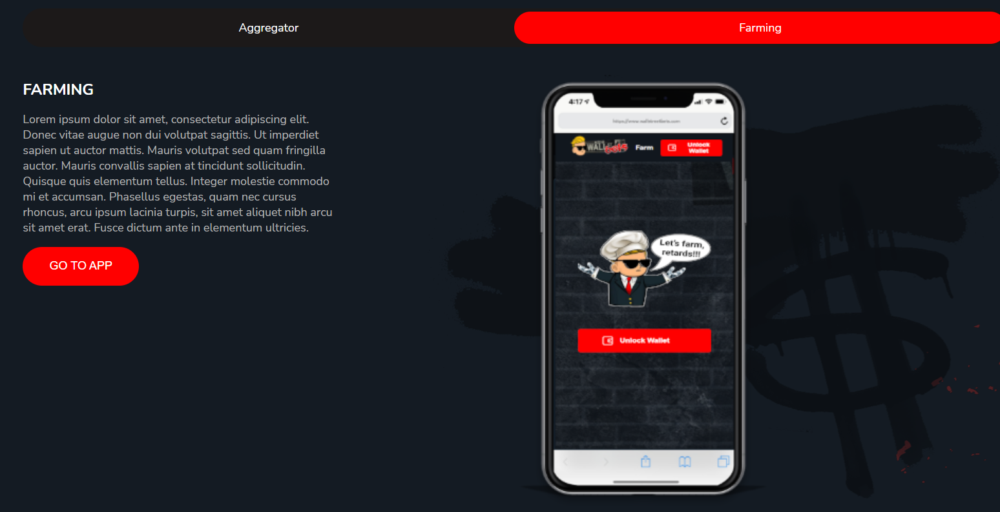 Aggregator
Farming
FARMING
Lorem ipsum dolor sit amet, consectetur adipiscing elit.
Donec vitae augue non dui volutpat sagittis. Ut imperdiet
sapien ut auctor mattis. Mauris volutpat sed quam fringilla
auctor. Mauris convallis sapien at tincidunt sollicitudin.
Quisque quis elementum tellus. Integer molestie commodo
mi et accumsan. Phasellus egestas, quam nec cursus
rhoncus, arcu ipsum lacinia turpis, sit amet aliquet nibh arcu
sit amet erat. Fusce dictum ante in elementum ultricies.
GO TO APP
4:17
Farm
Unlock
Wallet
Let's farm,
retards!!!
Unlock Wallet